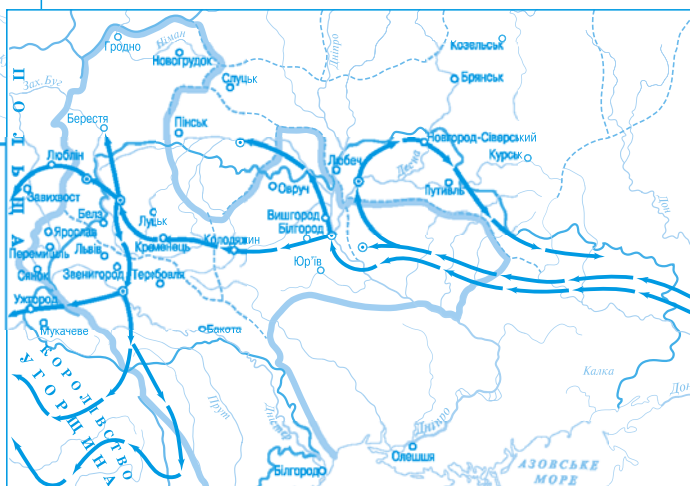 Гродно
Німан
Новогрудок
Слуцьк
Дніпро
Козельськ
Брянськ
Зах. Буг
ПОЛЬЩА
Берестя
Пінськ
Люблін
Любеч
Десна
Новгород-Сіверський
Курськ
Завихвост
Овруч
Путивль
Дон
Белз
Луцьк
Вишгород
Білгород
Ярослав
Кременець
Колодяжин
Перемишль
Львів
Юр'їв
Сянок
Звенигород
Теребовля
Ужгород
Мукачеве
Бакота
КОРОЛІВСТВО
УГОРЩИНА
Прут
Дністер
Калка
Дон
Дніпро
Олешшя
Білгород
АЗОВСЬКЕ
МОРЕ